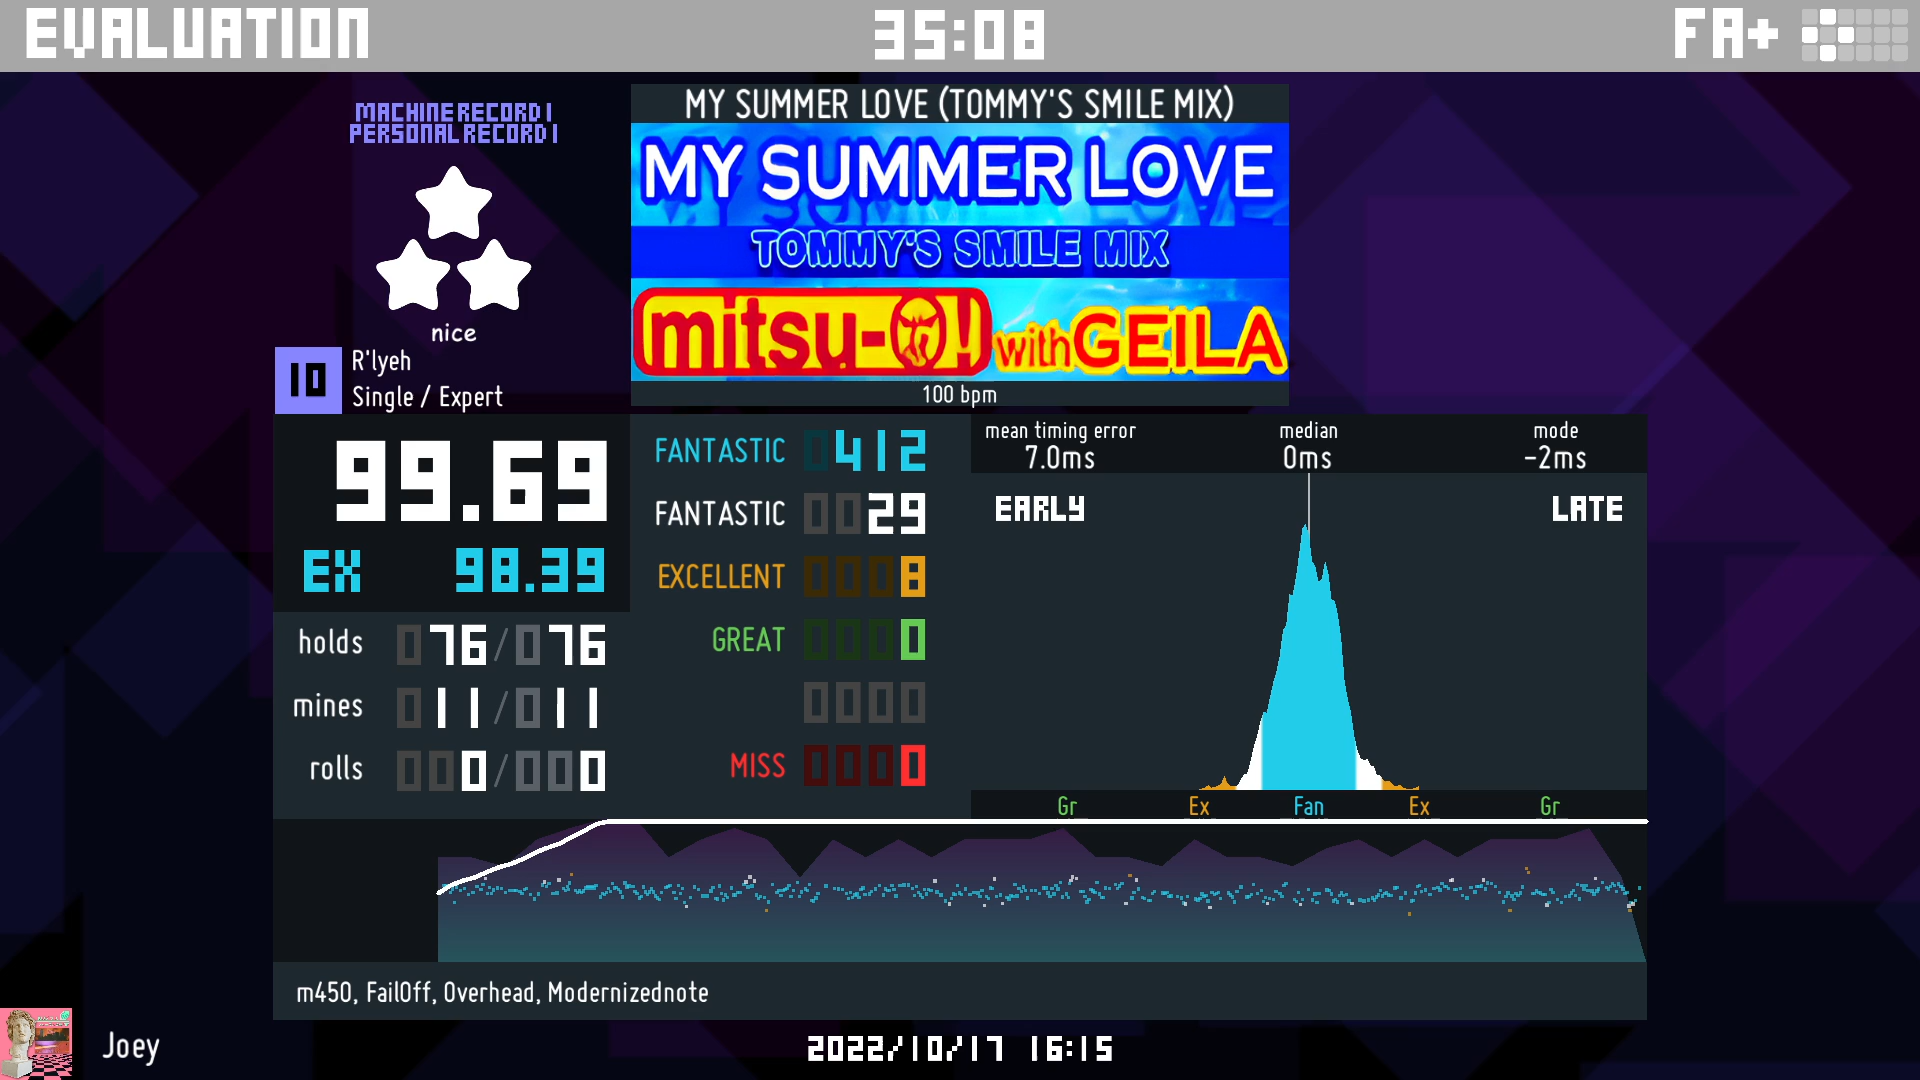 EVALUATION
35:08
FA+
MACHINE RECORD 1
PERSONAL RECORD 1
nice
10
R'lyeh
Single / Expert
MY SUMMER LOVE (TOMMY'S SMILE MIX)
MY SUMMER LOVE
TOMMY'S SMILE MIX
mitsu-O! with GEILA
100 bpm
99.69
EX 98.39
holds 076/076
mines 011/011
rolls 000/000
FANTASTIC 0412
FANTASTIC 0029
EXCELLENT 0008
GREAT 0000
0000
MISS 0000
mean timing error
7.0ms
median
0ms
mode
-2ms
EARLY
LATE
Gr Ex Fan Ex Gr
m450, FailOff, Overhead, Modernizednote
Joey
2022/10/17 16:15